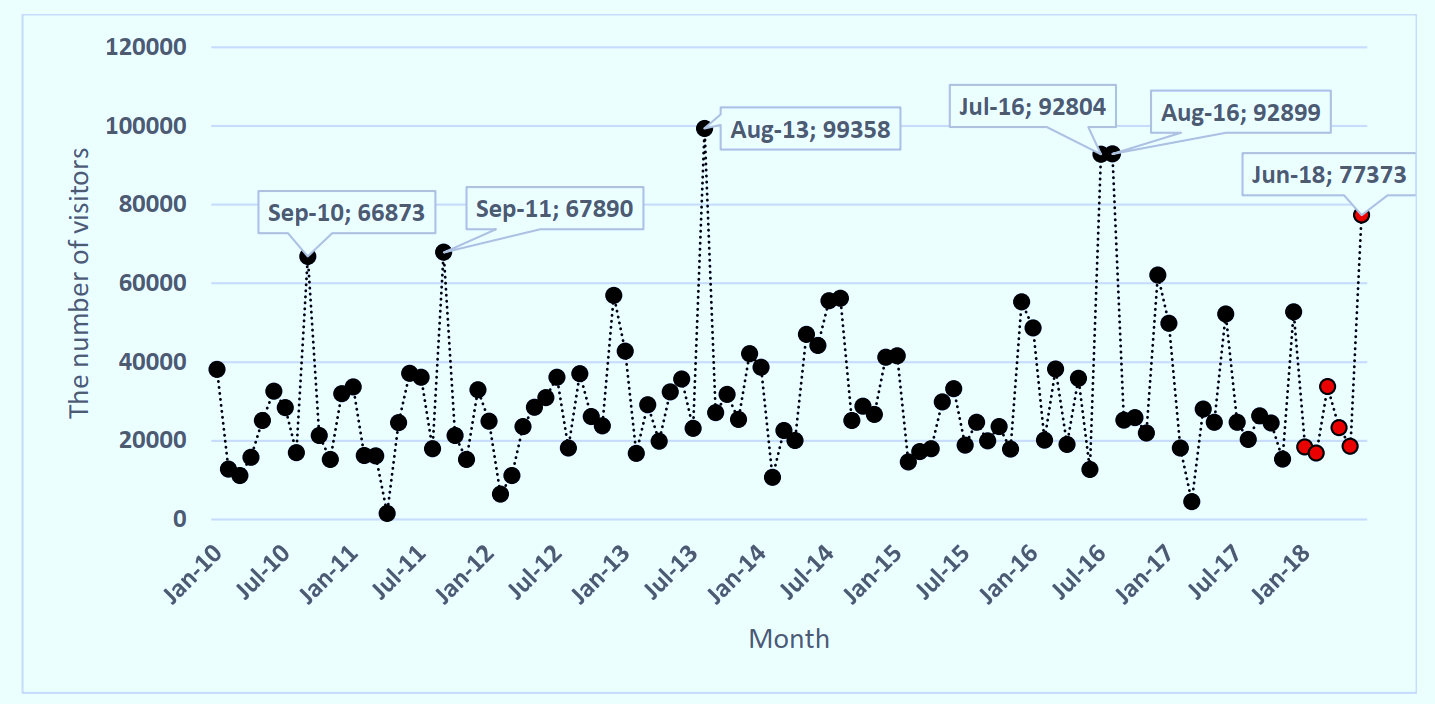 120000
100000
80000
60000
40000
20000
0
The number of visitors
Sep-10; 66873
Sep-11; 67890
Aug-13; 99358
Jul-16; 92804
Aug-16; 92899
Jun-18; 77373
Jan-10
Jul-10
Jan-11
Jul-11
Jan-12
Jul-12
Jan-13
Jul-13
Jan-14
Jul-14
Jan-15
Jul-15
Jan-16
Jul-16
Jan-17
Jul-17
Jan-18
Month